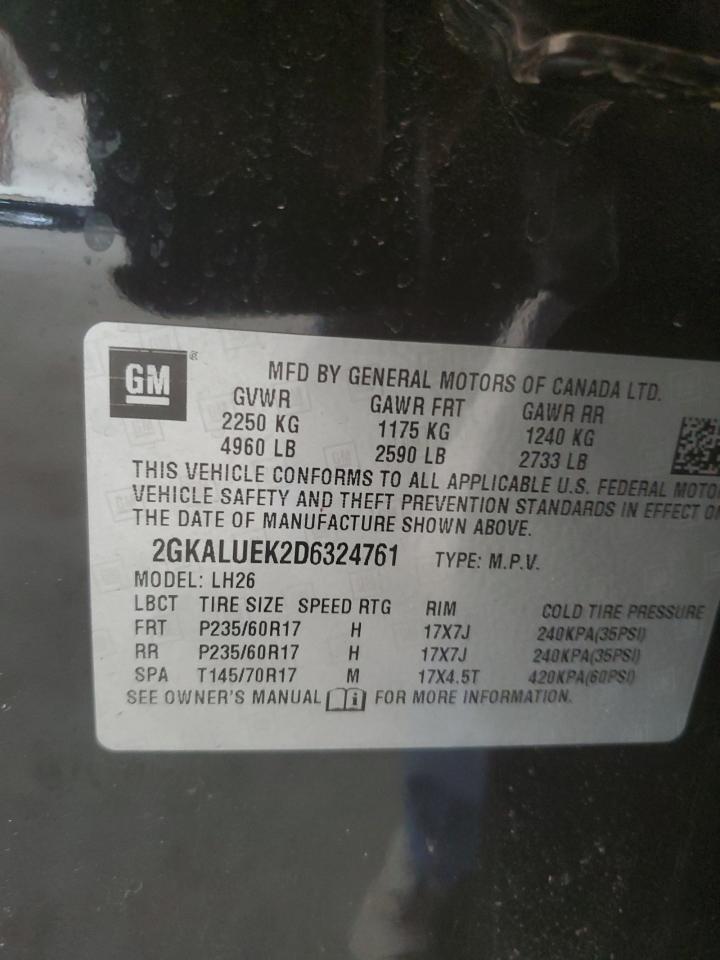 GM ®
MFD BY GENERAL MOTORS OF CANADA LTD.
GVWR GAWR FRT GAWR RR
2250 KG 1175 KG 1240 KG
4960 LB 2590 LB 2733 LB
THIS VEHICLE CONFORMS TO ALL APPLICABLE U.S. FEDERAL MOTO
VEHICLE SAFETY AND THEFT PREVENTION STANDARDS IN EFFECT ON
THE DATE OF MANUFACTURE SHOWN ABOVE.
2GKALUEK2D6324761 TYPE: M.P.V.
MODEL: LH26
LBCT TIRE SIZE SPEED RTG RIM COLD TIRE PRESSURE
FRT P235/60R17 H 17X7J 240KPA(35PSI)
RR P235/60R17 H 17X7J 240KPA(35PSI)
SPA T145/70R17 M 17X4.5T 420KPA(60PSI)
SEE OWNER'S MANUAL i FOR MORE INFORMATION.